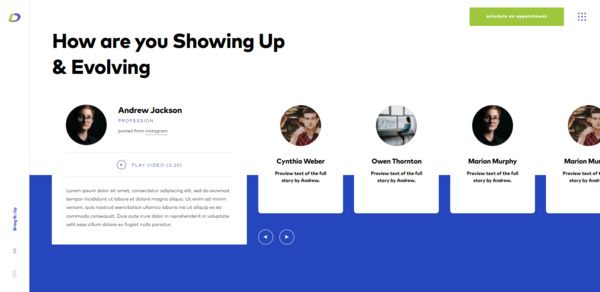 schedule an appointment
How are you Showing Up
& Evolving
Andrew Jackson
PROFESSION
posted from instagram
PLAY VIDEO (3:20)
Lorem ipsum dolor sit amet, consectetur adipiscing elit, sed do eiusmod
tempor incididunt ut labore et dolore magna aliqua. Ut enim ad minim
veniam, quis nostrud exercitation ullamco laboris nisi ut aliquip ex ea
commodo consequat. Duis aute irure dolor in reprehenderit in voluptate
velit esse cillum dolore eu fugiat nulla pariatur.
Cynthia Weber
Preview text of the full
story by Andrew.
Owen Thornton
Preview text of the full
story by Andrew.
Marion Murphy
Preview text of the full
story by Andrew.
Marion Mur
Preview text of
story by An
Bring It Up